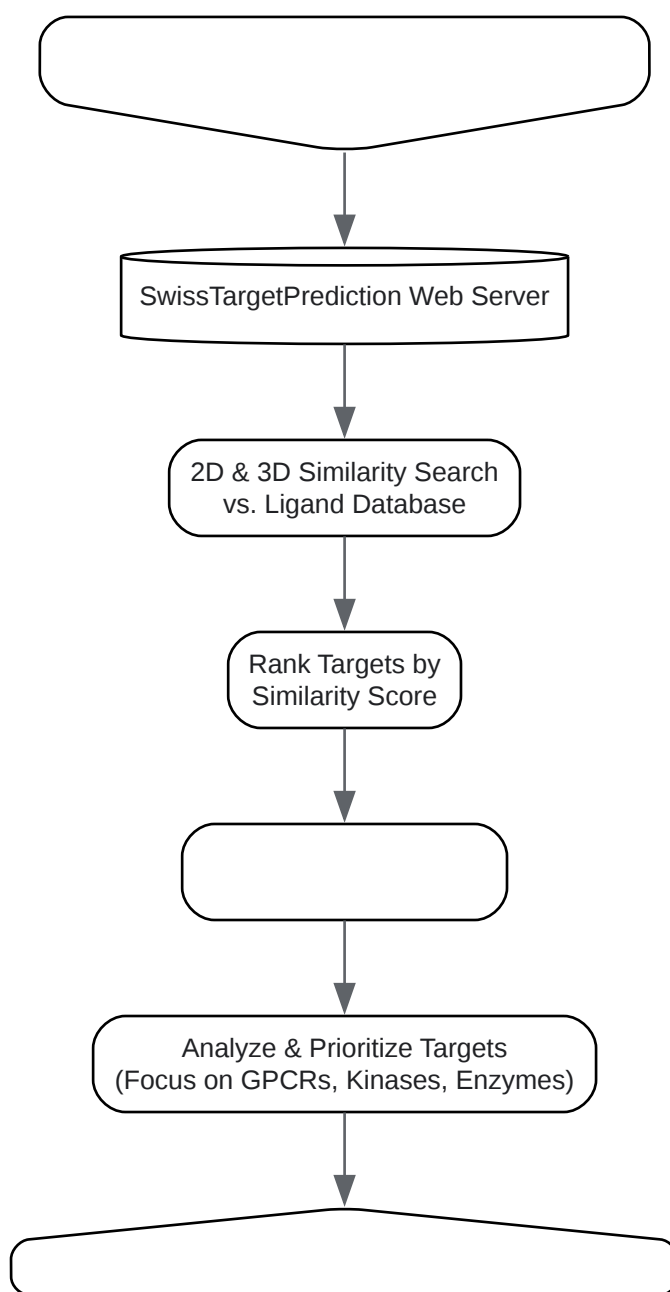 SwissTargetPrediction Web Server
2D & 3D Similarity Search
vs. Ligand Database
Rank Targets by
Similarity Score
Analyze & Prioritize Targets
(Focus on GPCRs, Kinases, Enzymes)